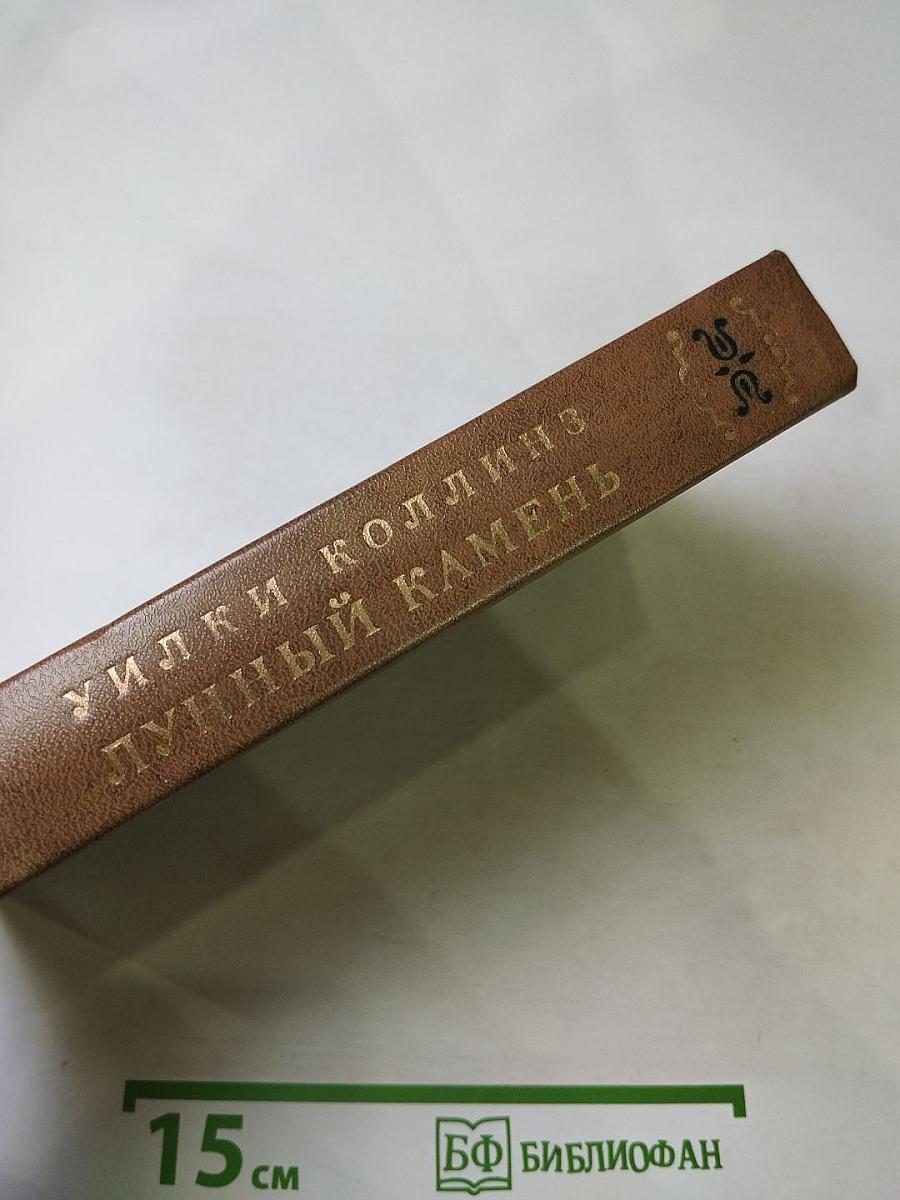 УИЛКИ КОЛЛИНЗ
ЛУННЫЙ КАМЕНЬ
15 см
БФ БИБЛИОФАН